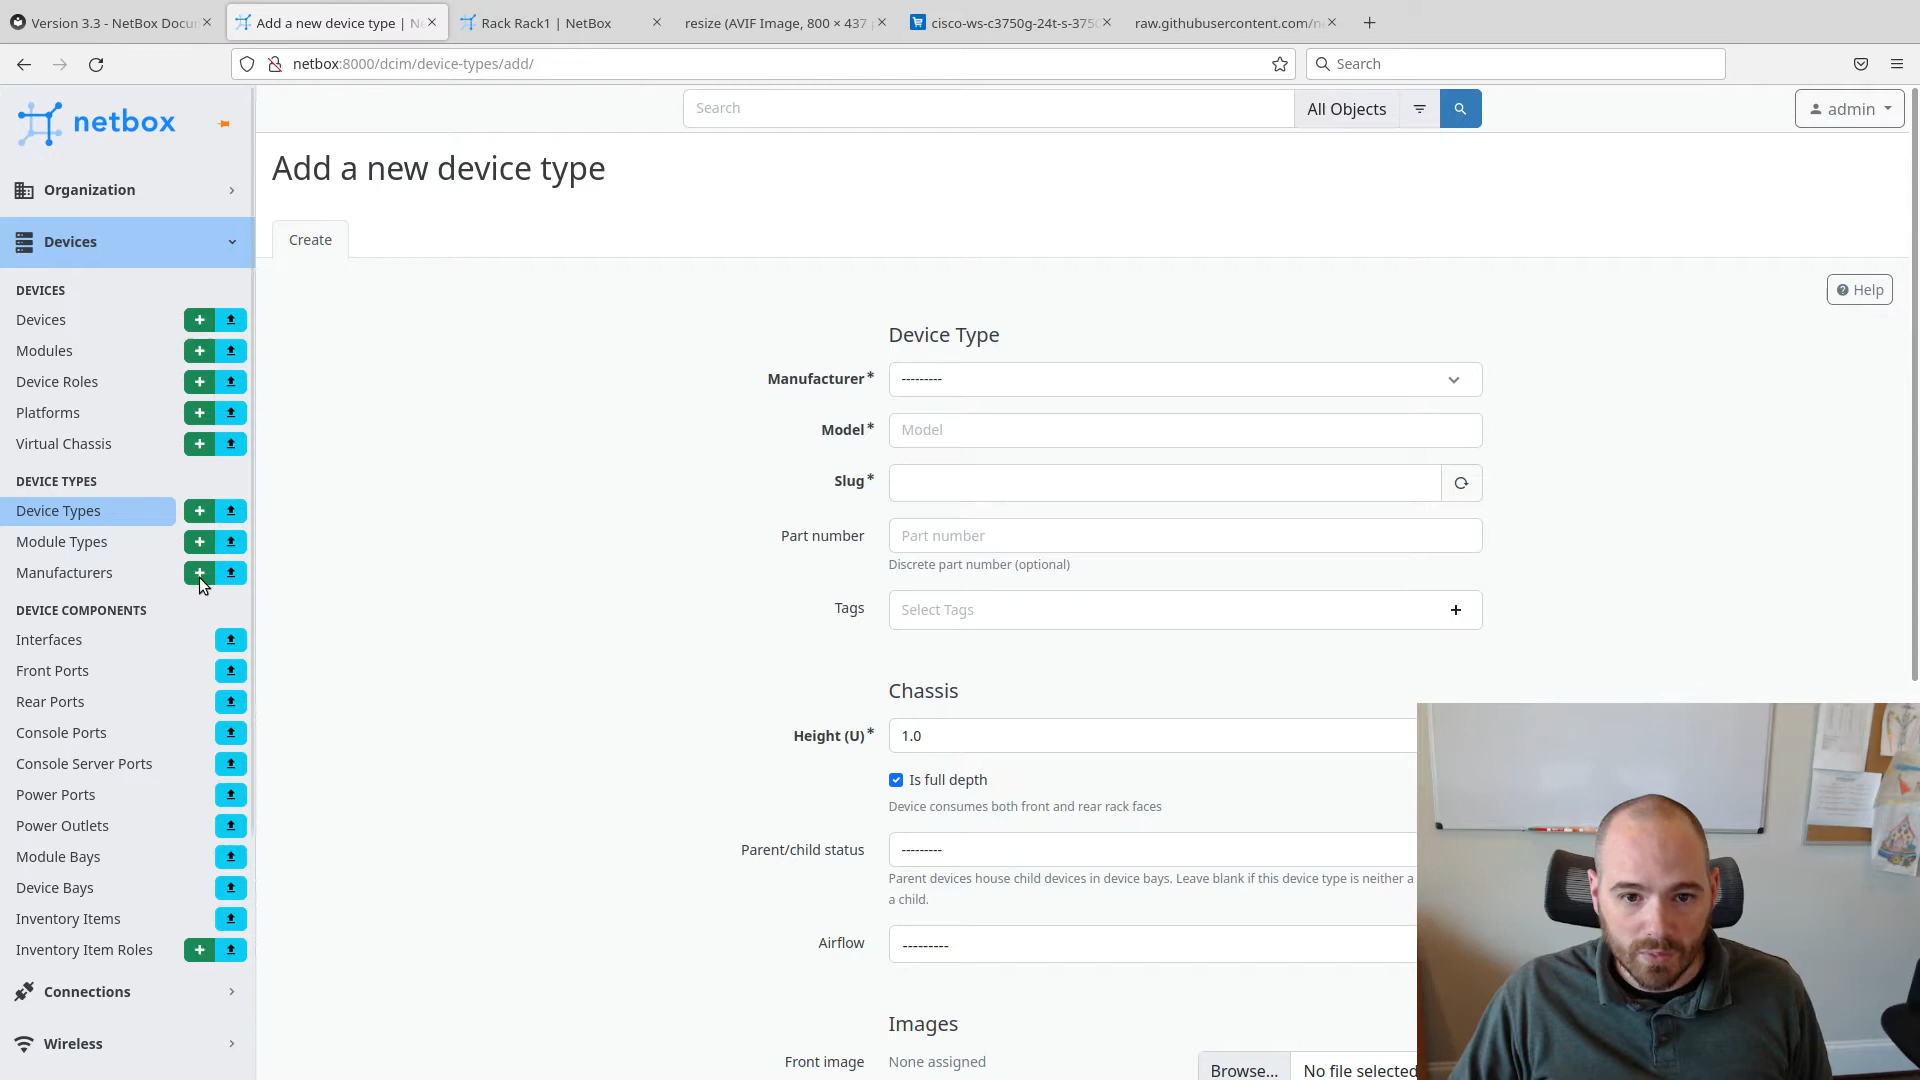 Version 3.3 - NetBox Docu
Add a new device type | N
Rack Rack1 | NetBox
resize (AVIF Image, 800 × 437
cisco-ws-c3750g-24t-s-375
raw.githubusercontent.com/n
netbox:8000/dcim/device-types/add/
Search
netbox
Search
All Objects
admin
Add a new device type
Organization
Devices
Create
Help
DEVICES
Devices
Modules
Device Roles
Platforms
Virtual Chassis
DEVICE TYPES
Device Types
Module Types
Manufacturers
DEVICE COMPONENTS
Interfaces
Front Ports
Rear Ports
Console Ports
Console Server Ports
Power Ports
Power Outlets
Module Bays
Device Bays
Inventory Items
Inventory Item Roles
Connections
Wireless
Device Type
Manufacturer* ---------
Model* Model
Slug*
Part number Part number
Discrete part number (optional)
Tags Select Tags
Chassis
Height (U)* 1.0
Is full depth
Device consumes both front and rear rack faces
Parent/child status ---------
Parent devices house child devices in device bays. Leave blank if this device type is neither a
a child.
Airflow ---------
Images
Front image None assigned Browse... No file selected